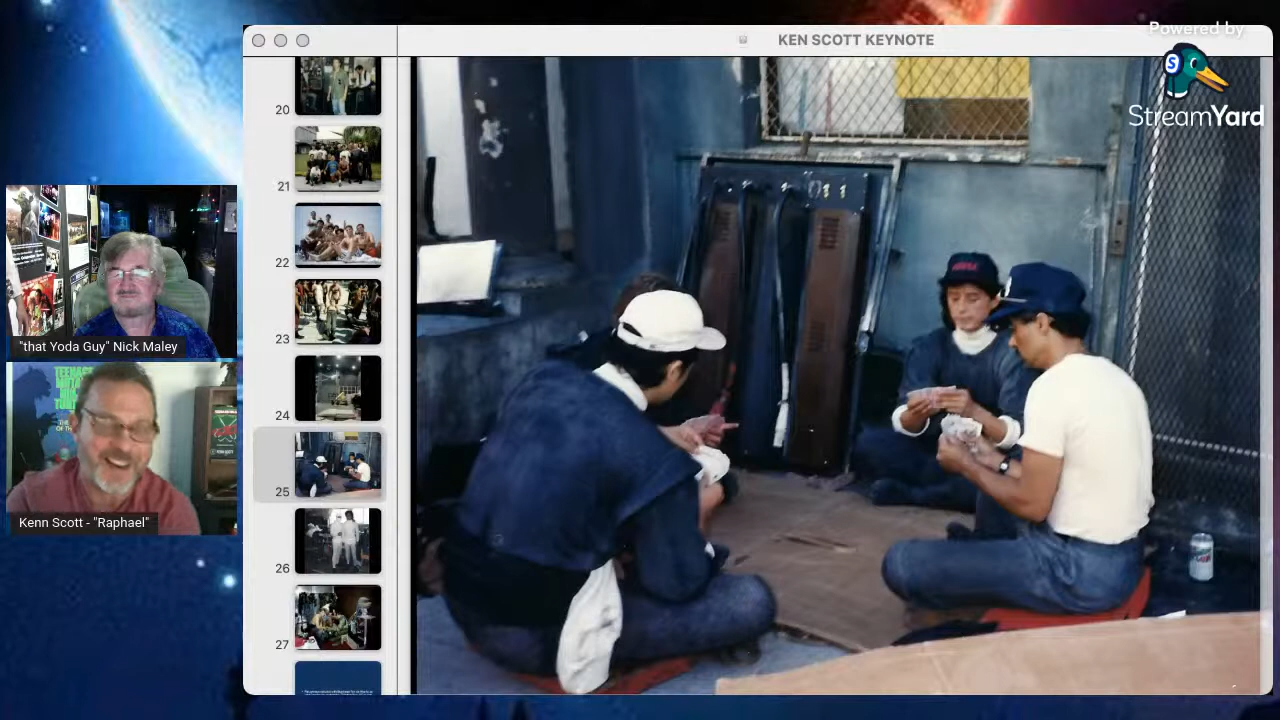 KEN SCOTT KEYNOTE
Powered by
S
StreamYard
20
21
22
23
24
25
26
27
"that Yoda Guy" Nick Maley
TEENAGE
Kenn Scott - "Raphael"